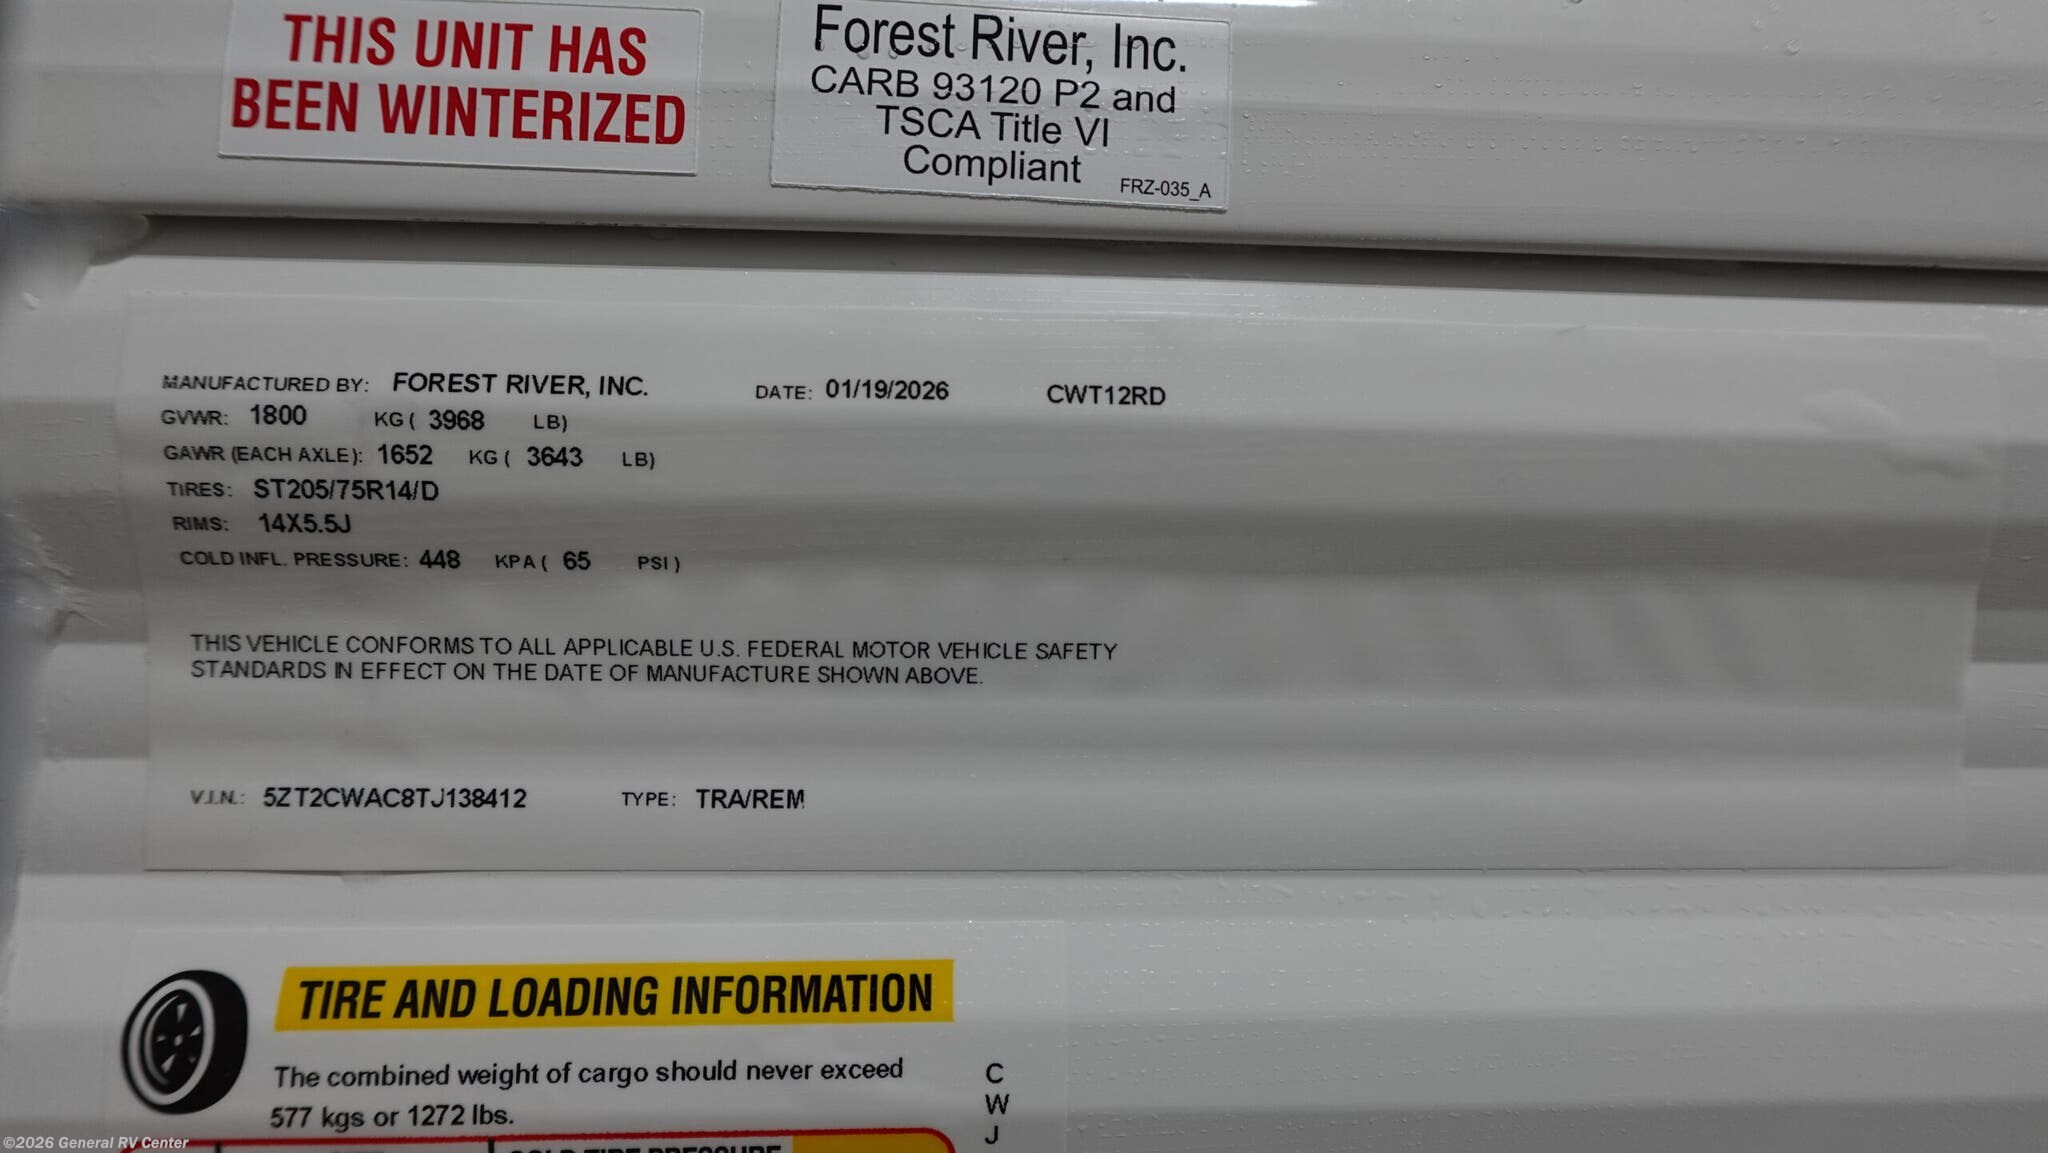 THIS UNIT HAS
BEEN WINTERIZED
Forest River, Inc.
CARB 93120 P2 and
TSCA Title VI
Compliant
FRZ-035_A
MANUFACTURED BY: FOREST RIVER, INC. DATE: 01/19/2026 CWT12RD
GVWR: 1800 KG ( 3968 LB)
GAWR (EACH AXLE): 1652 KG ( 3643 LB)
TIRES: ST205/75R14/D
RIMS: 14X5.5J
COLD INFL. PRESSURE: 448 KPA ( 65 PSI )
THIS VEHICLE CONFORMS TO ALL APPLICABLE U.S. FEDERAL MOTOR VEHICLE SAFETY
STANDARDS IN EFFECT ON THE DATE OF MANUFACTURE SHOWN ABOVE.
V.I.N.: 5ZT2CWAC8TJ138412 TYPE: TRA/REM
TIRE AND LOADING INFORMATION
The combined weight of cargo should never exceed
577 kgs or 1272 lbs.
C
W
J
COLD TIRE PRESSURE
©2026 General RV Center